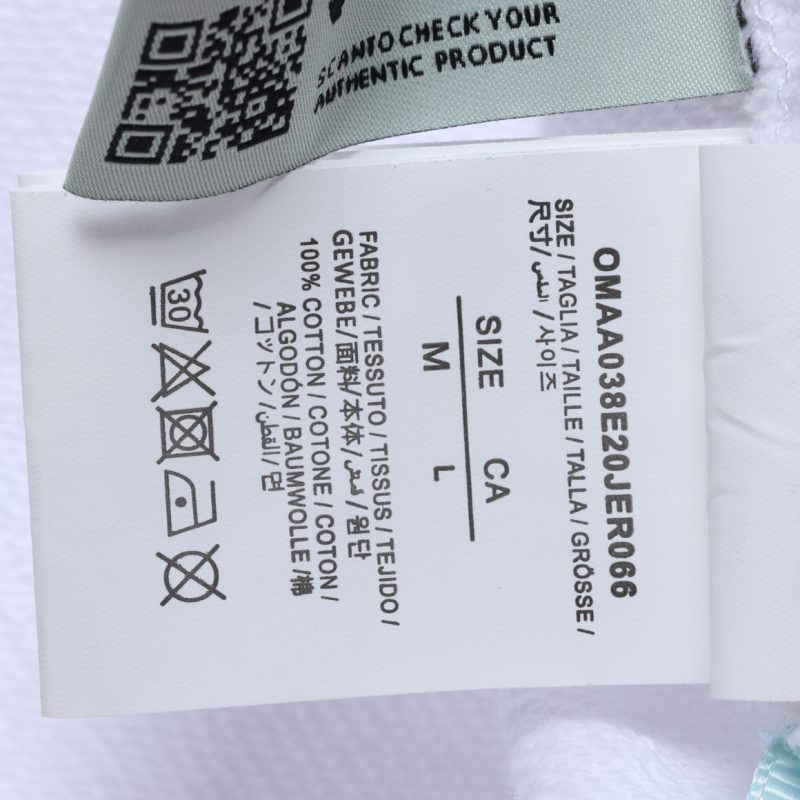 SCAN TO CHECK YOUR
AUTHENTIC PRODUCT
OMAA038E20JER066
SIZE / TAGLIA / TAILLE / TALLA / GRÖSSE /
尺寸 / المقاس / 사이즈
SIZE CA
M L
FABRIC / TESSUTO / TISSUS / TEJIDO /
GEWEBE / 面料 / 本体 / قماش / 원단
100% COTTON / COTONE / COTON /
ALGODÓN / BAUMWOLLE / 棉
/ コットン / القطن / 면
30